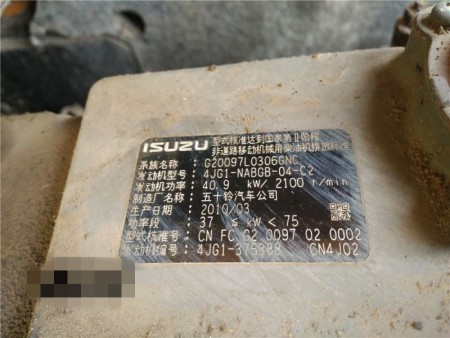 ISUZU 型式核准达到国家第Ⅱ阶段
非道路移动机械用柴油机排放标准
系族名称: G20097L0306GNC
发动机型号: 4JG1-NABGB-04-C2
发动机功率: 40.9 kW/ 2100 r/min
制造厂名称: 五十铃汽车公司
生产日期: 2010/03
功率段: 37 ≤ kW < 75
型式核准号: CN FC G2 0097 02 0002
发动机编号: 4JG1-375388 CN4J02